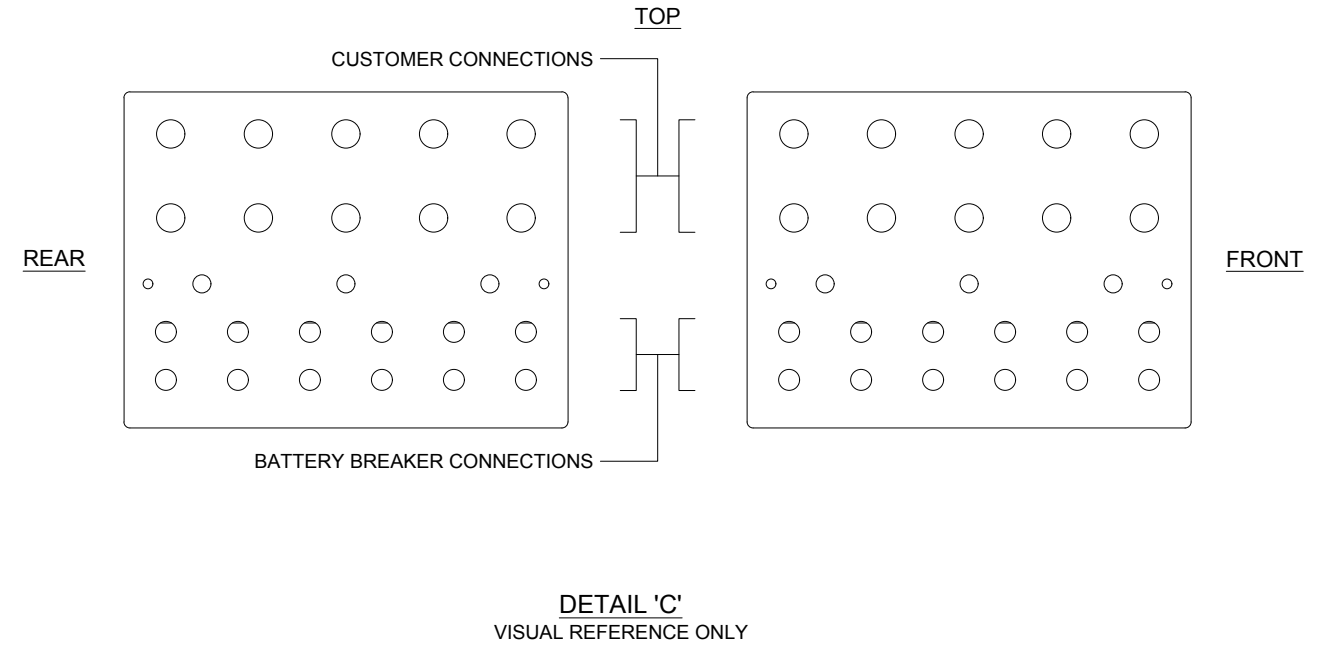 TOP
CUSTOMER CONNECTIONS
REAR
FRONT
BATTERY BREAKER CONNECTIONS
DETAIL 'C'
VISUAL REFERENCE ONLY